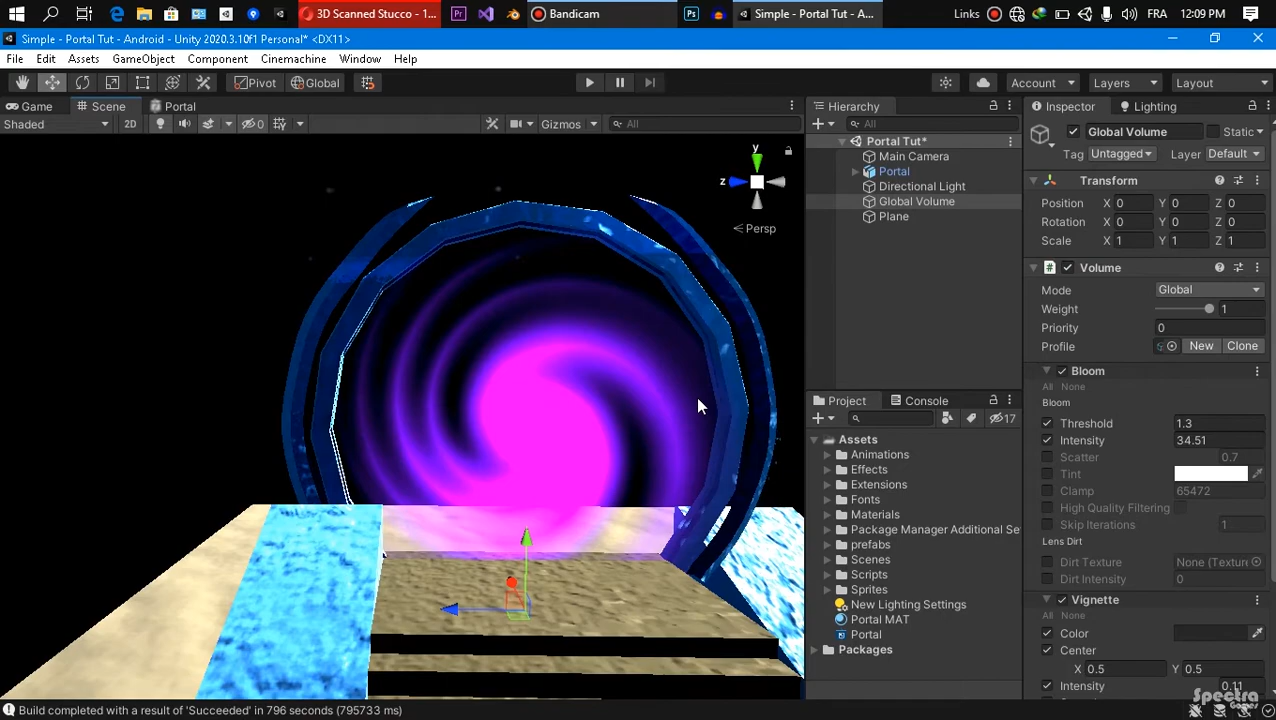 3D Scanned Stucco - 1...
Pr
Bandicam
Ps
Simple - Portal Tut - A...
Links
FRA
12:09 PM
Simple - Portal Tut - Android - Unity 2020.3.10f1 Personal* <DX11>
File Edit Assets GameObject Component Cinemachine Window Help
Pivot Global Account Layers Layout
Game Scene Portal
Shaded 2D 0 Gizmos All
y
z
Persp
Hierarchy
All
Portal Tut*
Main Camera
Portal
Directional Light
Global Volume
Plane
Project Console
17
Assets
Animations
Effects
Extensions
Fonts
Materials
Package Manager Additional Se
prefabs
Scenes
Scripts
Sprites
New Lighting Settings
Portal MAT
Portal
Packages
Inspector Lighting
Global Volume Static
Tag Untagged Layer Default
Transform
Position X 0 Y 0 Z 0
Rotation X 0 Y 0 Z 0
Scale X 1 Y 1 Z 1
# Volume
Mode Global
Weight 1
Priority 0
Profile New Clone
Bloom
All None
Bloom
Threshold 1.3
Intensity 34.51
Scatter 0.7
Tint
Clamp 65472
High Quality Filtering
Skip Iterations 1
Lens Dirt
Dirt Texture None (Texture
Dirt Intensity 0
Vignette
All None
Color
Center
X 0.5 Y 0.5
Intensity 0.11
Build completed with a result of 'Succeeded' in 796 seconds (795733 ms)
Spectra Games